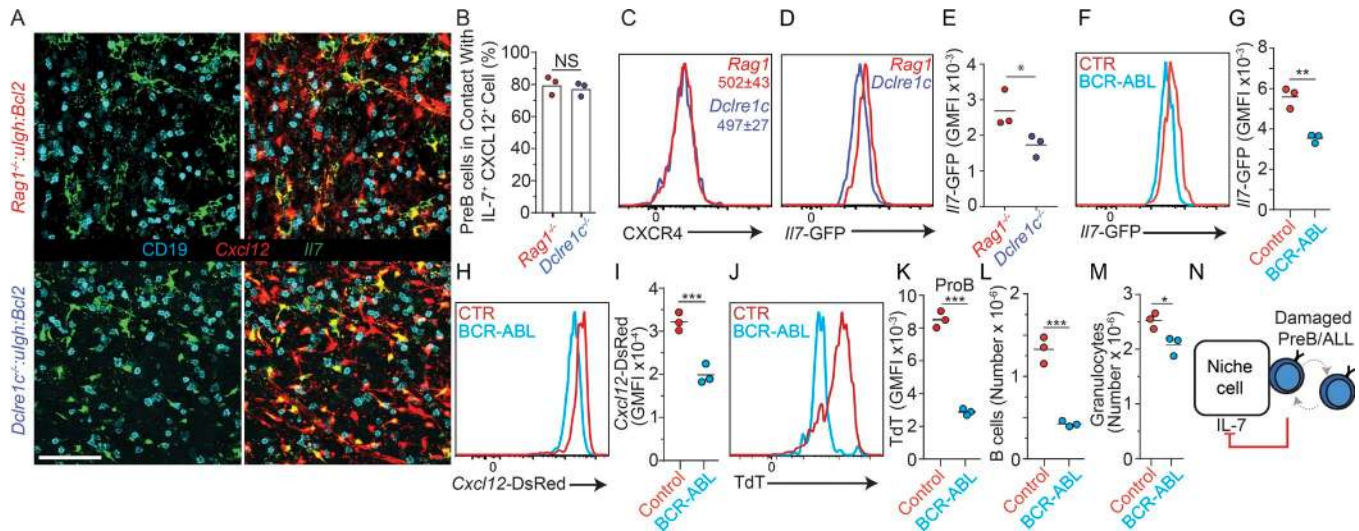 A
Rag1-/-:uIgh:Bcl2
Dclre1c-/-:uIgh:Bcl2
CD19 Cxcl12 Il7
B
PreB cells in Contact With
IL-7+ CXCL12+ Cell (%)
NS
100
80
60
40
20
0
Rag1-/-
Dclre1c-/-
C
Rag1
502±43
Dclre1c
497±27
0
CXCR4
D
Rag1
Dclre1c
0
Il7-GFP
E
Il7-GFP (GMFI x10-3)
*
4
3
2
1
0
Rag1-/-
Dclre1c-/-
F
CTR
BCR-ABL
0
Il7-GFP
G
Il7-GFP (GMFI x10-3)
**
8
6
4
2
0
Control
BCR-ABL
H
CTR
BCR-ABL
0
Cxcl12-DsRed
I
Cxcl12-DsRed
(GMFI x10-4)
***
4
3
2
1
0
Control
BCR-ABL
J
CTR
BCR-ABL
0
TdT
K
ProB
TdT (GMFI x10-3)
***
10
8
6
4
2
0
Control
BCR-ABL
L
B cells (Number x 10-6)
***
2
1
0
Control
BCR-ABL
M
Granulocytes
(Number x 10-6)
*
3
2
1
0
Control
BCR-ABL
N
Damaged
PreB/ALL
Niche
cell
IL-7